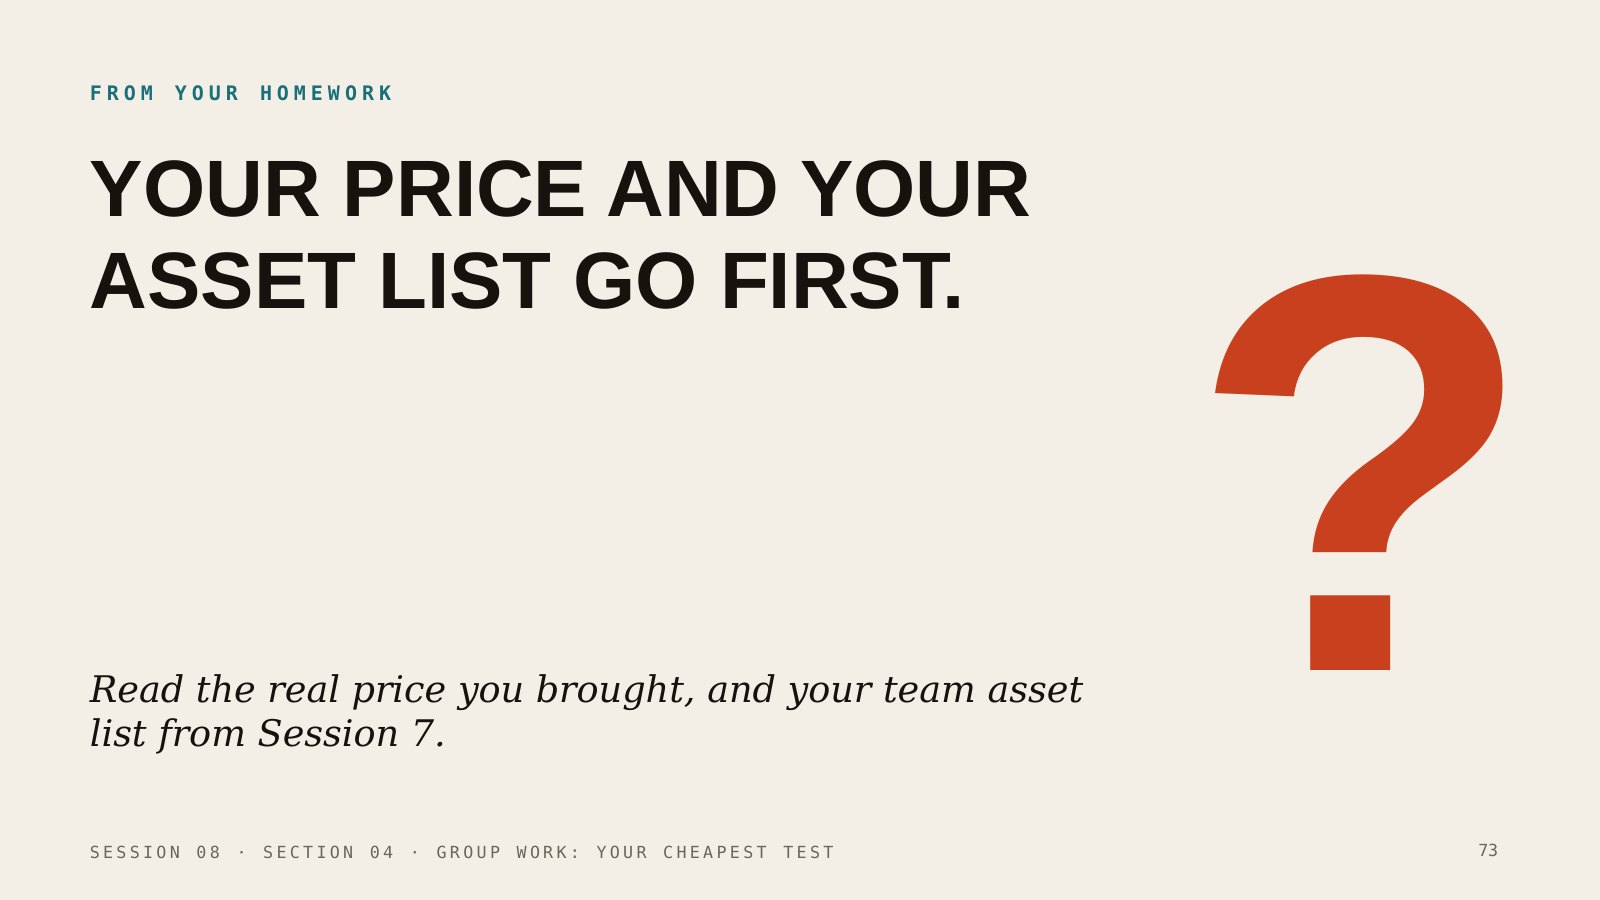 FROM YOUR HOMEWORK
YOUR PRICE AND YOUR
ASSET LIST GO FIRST.
?
Read the real price you brought, and your team asset
list from Session 7.
SESSION 08 · SECTION 04 · GROUP WORK: YOUR CHEAPEST TEST
73